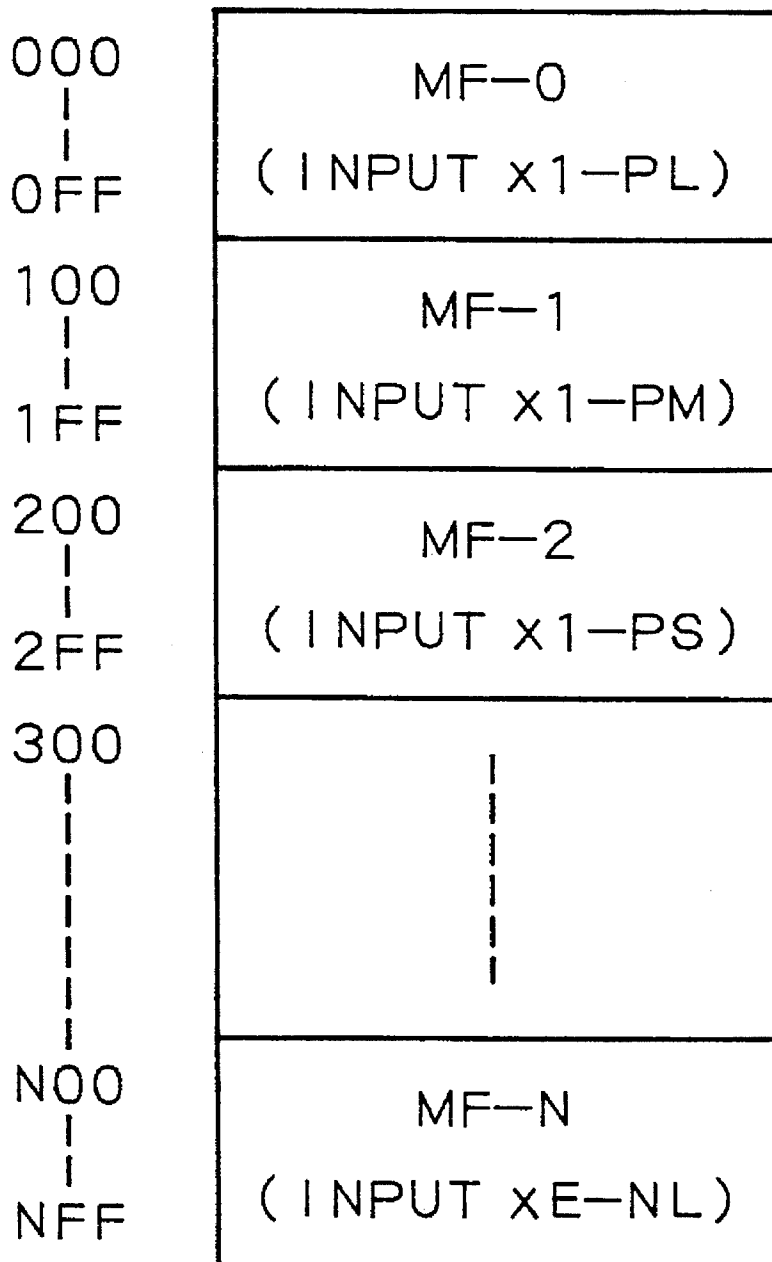 000
MF-0
0FF
(INPUT x1-PL)
100
MF-1
1FF
(INPUT x1-PM)
200
MF-2
2FF
(INPUT x1-PS)
300
N00
MF-N
NFF
(INPUT xE-NL)